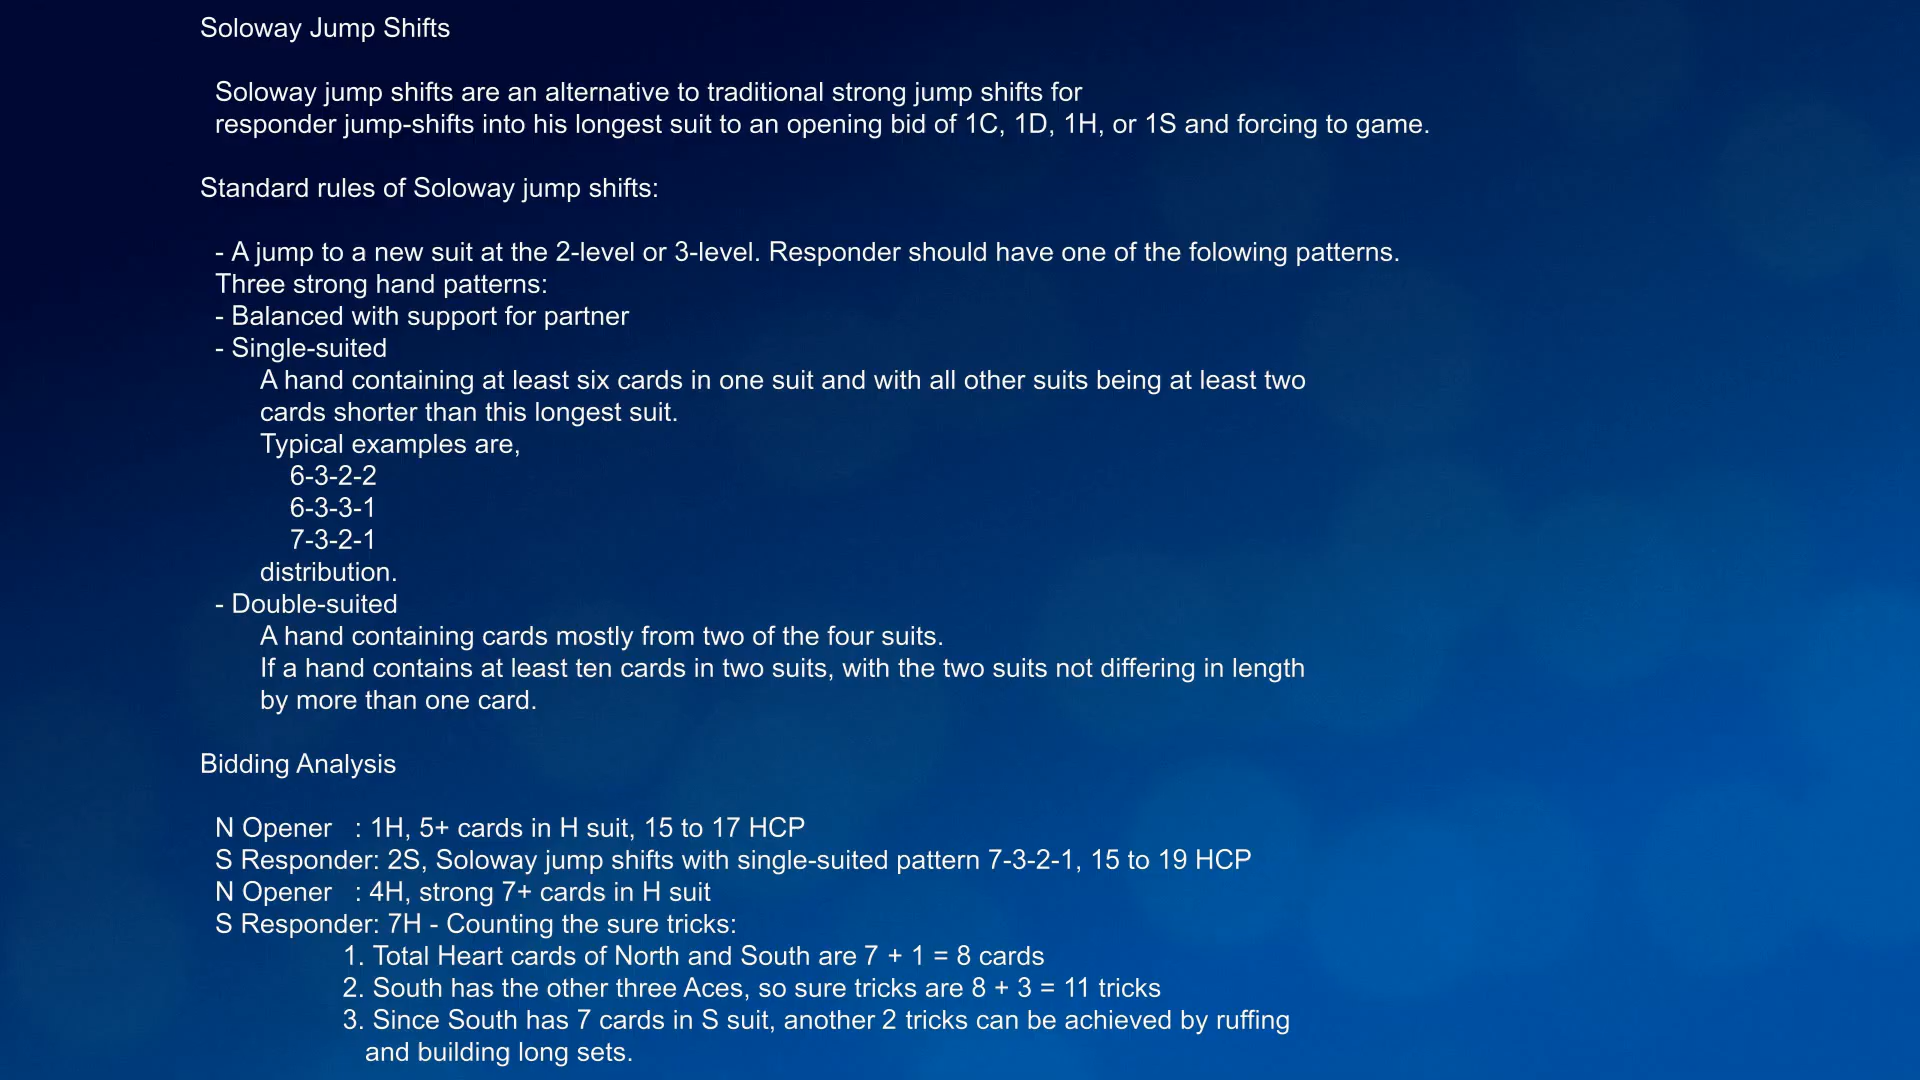 Soloway Jump Shifts
Soloway jump shifts are an alternative to traditional strong jump shifts for
responder jump-shifts into his longest suit to an opening bid of 1C, 1D, 1H, or 1S and forcing to game.
Standard rules of Soloway jump shifts:
- A jump to a new suit at the 2-level or 3-level. Responder should have one of the folowing patterns.
Three strong hand patterns:
- Balanced with support for partner
- Single-suited
A hand containing at least six cards in one suit and with all other suits being at least two
cards shorter than this longest suit.
Typical examples are,
6-3-2-2
6-3-3-1
7-3-2-1
distribution.
- Double-suited
A hand containing cards mostly from two of the four suits.
If a hand contains at least ten cards in two suits, with the two suits not differing in length
by more than one card.
Bidding Analysis
N Opener : 1H, 5+ cards in H suit, 15 to 17 HCP
S Responder: 2S, Soloway jump shifts with single-suited pattern 7-3-2-1, 15 to 19 HCP
N Opener : 4H, strong 7+ cards in H suit
S Responder: 7H - Counting the sure tricks:
1. Total Heart cards of North and South are 7 + 1 = 8 cards
2. South has the other three Aces, so sure tricks are 8 + 3 = 11 tricks
3. Since South has 7 cards in S suit, another 2 tricks can be achieved by ruffing
and building long sets.